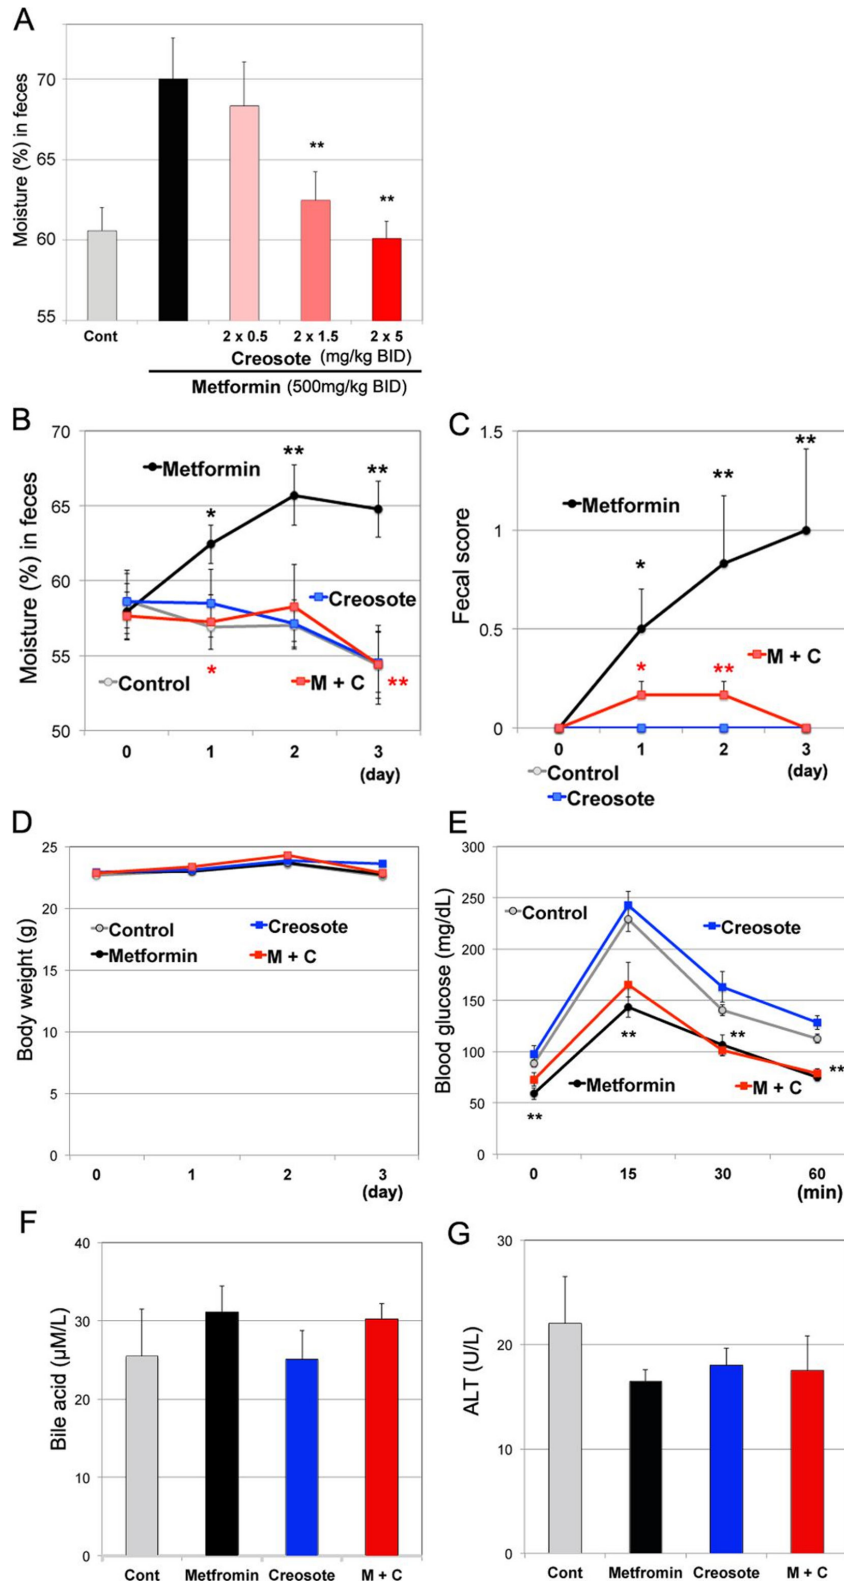 A
Moisture (%) in feces
70
65
60
55
**
**
Cont
2 x 0.5
2 x 1.5
2 x 5
Creosote (mg/kg BID)
Metformin (500mg/kg BID)
B
Moisture (%) in feces
70
65
60
55
50
Metformin
*
**
**
Creosote
Control
*
M + C
**
0
1
2
3
(day)
C
Fecal score
1.5
1
0.5
0
Metformin
*
**
**
M + C
*
**
0
1
2
3
(day)
Control
Creosote
D
Body weight (g)
25
20
15
10
5
0
Control
Creosote
Metformin
M + C
0
1
2
3
(day)
E
Blood glucose (mg/dL)
300
250
200
150
100
50
0
Control
Creosote
**
**
**
**
Metformin
M + C
0
15
30
60
(min)
F
Bile acid (µM/L)
40
30
20
10
0
Cont
Metfromin
Creosote
M + C
G
ALT (U/L)
30
20
10
0
Cont
Metfromin
Creosote
M + C